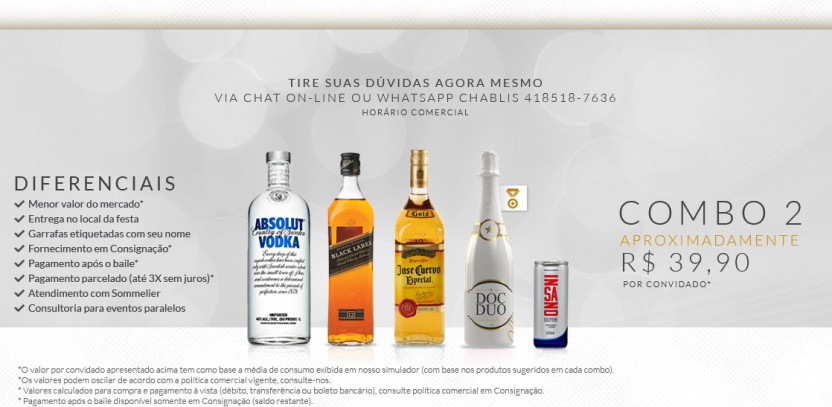 TIRE SUAS DÚVIDAS AGORA MESMO
VIA CHAT ON-LINE OU WHATSAPP CHABLIS 418518-7636
HORÁRIO COMERCIAL
DIFERENCIAIS
Menor valor do mercado*
Entrega no local da festa
Garrafas etiquetadas com seu nome
Fornecimento em Consignação*
Pagamento após o baile*
Pagamento parcelado (até 3X sem juros)*
Atendimento com Sommelier
Consultoria para eventos paralelos
ABSOLUT
Country of Sweden
VODKA
IMPORTED
BLACK LABEL
Gold
Jose Cuervo
Especial
DOC
DUO
INSANO
COMBO 2
APROXIMADAMENTE
R$ 39,90
POR CONVIDADO*
*O valor por convidado apresentado acima tem como base a média de consumo exibida em nosso simulador (com base nos produtos sugeridos em cada combo).
*Os valores podem oscilar de acordo com a política comercial vigente, consulte-nos.
* Valores calculados para compra e pagamento à vista (débito, transferência ou boleto bancário), consulte política comercial em Consignação.
* Pagamento após o baile disponível somente em Consignação (saldo restante).